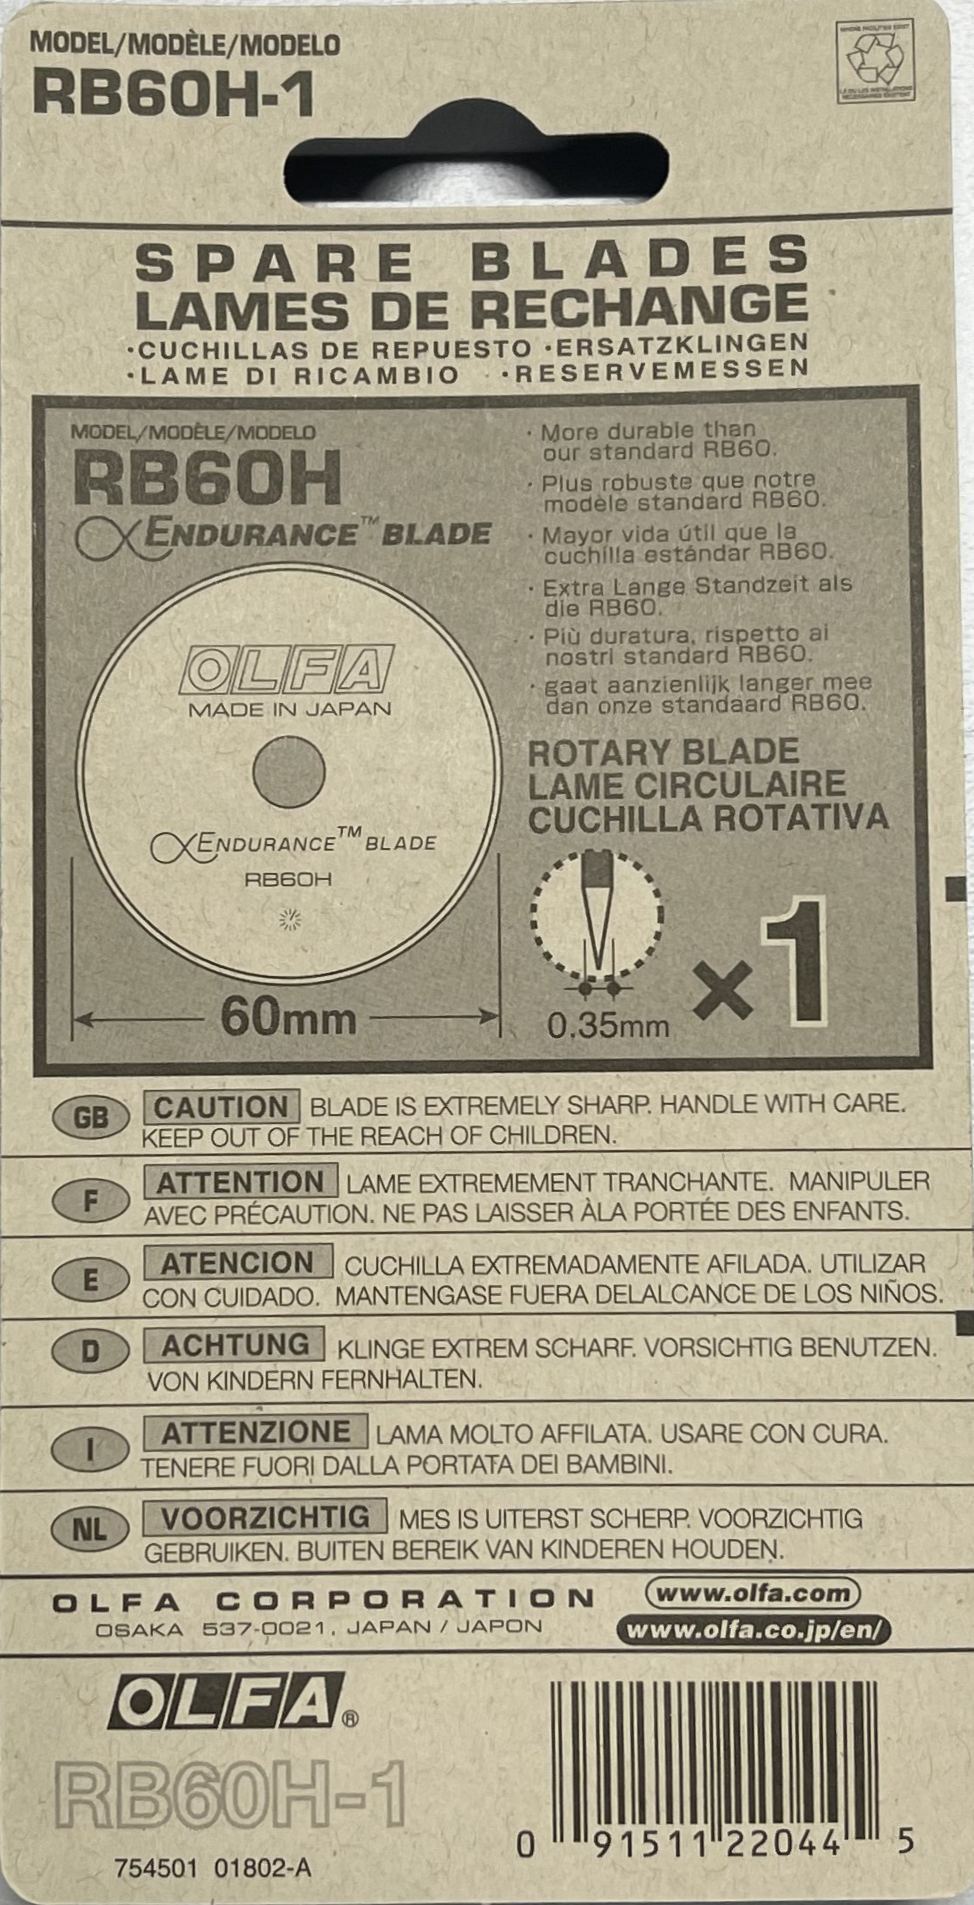 MODEL/MODÈLE/MODELO
RB60H-1
WHERE FACILITIES EXIST
LÀ OÙ LES INSTALLATIONS
NÉCESSAIRES EXISTENT
SPARE BLADES
LAMES DE RECHANGE
·CUCHILLAS DE REPUESTO ·ERSATZKLINGEN
·LAME DI RICAMBIO ·RESERVEMESSEN
MODEL/MODÈLE/MODELO
RB60H
ENDURANCE™ BLADE
OLFA
MADE IN JAPAN
ENDURANCE™ BLADE
RB60H
60mm
· More durable than
our standard RB60.
· Plus robuste que notre
modèle standard RB60.
· Mayor vida útil que la
cuchilla estándar RB60.
· Extra Lange Standzeit als
die RB60.
· Più duratura, rispetto ai
nostri standard RB60.
· gaat aanzienlijk langer mee
dan onze standaard RB60.
ROTARY BLADE
LAME CIRCULAIRE
CUCHILLA ROTATIVA
0.35mm
×1
GB CAUTION BLADE IS EXTREMELY SHARP. HANDLE WITH CARE.
KEEP OUT OF THE REACH OF CHILDREN.
F ATTENTION LAME EXTREMEMENT TRANCHANTE. MANIPULER
AVEC PRÉCAUTION. NE PAS LAISSER ÀLA PORTÉE DES ENFANTS.
E ATENCION CUCHILLA EXTREMADAMENTE AFILADA. UTILIZAR
CON CUIDADO. MANTENGASE FUERA DELALCANCE DE LOS NIÑOS.
D ACHTUNG KLINGE EXTREM SCHARF. VORSICHTIG BENUTZEN.
VON KINDERN FERNHALTEN.
I ATTENZIONE LAMA MOLTO AFFILATA. USARE CON CURA.
TENERE FUORI DALLA PORTATA DEI BAMBINI.
NL VOORZICHTIG MES IS UITERST SCHERP. VOORZICHTIG
GEBRUIKEN. BUITEN BEREIK VAN KINDEREN HOUDEN.
OLFA CORPORATION
OSAKA 537-0021, JAPAN / JAPON
www.olfa.com
www.olfa.co.jp/en/
OLFA®
RB60H-1
754501 01802-A
0 91511 22044 5